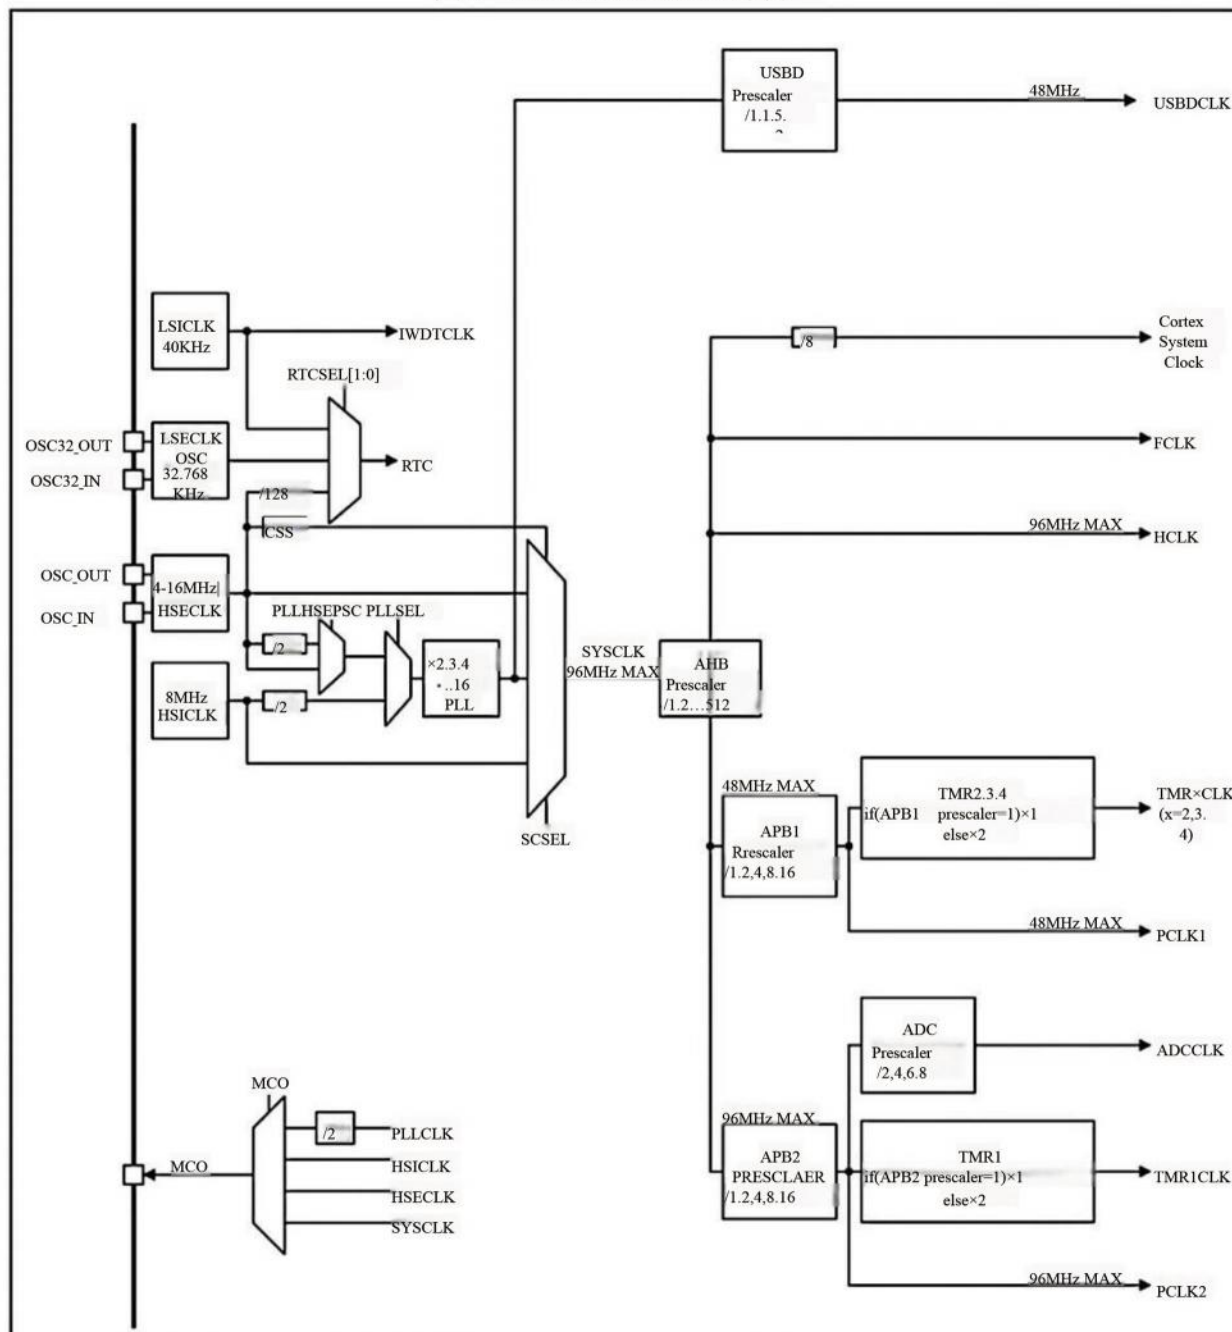 USBD
Prescaler
/1.1.5.
48MHz
USBDCLK
LSICLK
40KHz
IWDTCLK
/8
Cortex
System
Clock
RTCSEL[1:0]
OSC32_OUT
OSC32_IN
LSECLK
OSC
32.768
KHz
RTC
FCLK
/128
CSS
96MHz MAX
HCLK
OSC_OUT
OSC_IN
4-16MHz|
HSECLK
PLLHSEPSC PLLSEL
/2
8MHz
HSICLK
/2
×2.3.4
..16
PLL
SYSCLK
96MHz MAX
AHB
Prescaler
/1.2...512
SCSEL
48MHz MAX
APB1
Rrescaler
/1.2,4,8.16
TMR2.3.4
if(APB1 prescaler=1)×1
else×2
TMR×CLK
(x=2,3.
4)
48MHz MAX
PCLK1
ADC
Prescaler
/2,4,6.8
ADCCLK
MCO
/2
PLLCLK
MCO
HSICLK
HSECLK
SYSCLK
96MHz MAX
APB2
PRESCLAER
/1.2,4,8.16
TMR1
if(APB2 prescaler=1)×1
else×2
TMR1CLK
96MHz MAX
PCLK2